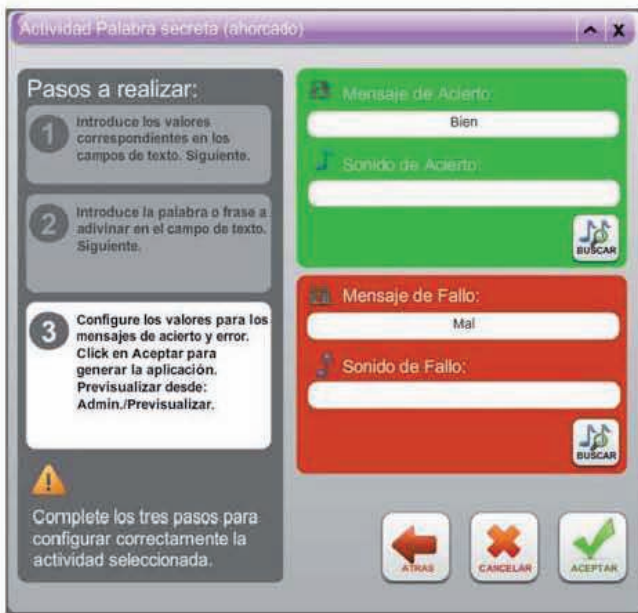 Actividad Palabra secreta (ahorcado)
X
Pasos a realizar:
1
Introduce los valores
correspondientes en los
campos de texto. Siguiente.
2
Introduce la palabra o frase a
adivinar en el campo de texto.
Siguiente.
3
Configure los valores para los
mensajes de acierto y error.
Click en Aceptar para
generar la aplicación.
Previsualizar desde:
Admin./Previsualizar.
Complete los tres pasos para
configurar correctamente la
actividad seleccionada.
Mensaje de Acierto:
Bien
Sonido de Acierto:
BUSCAR
Mensaje de Fallo:
Mal
Sonido de Fallo:
BUSCAR
ATRAS
CANCELAR
ACEPTAR